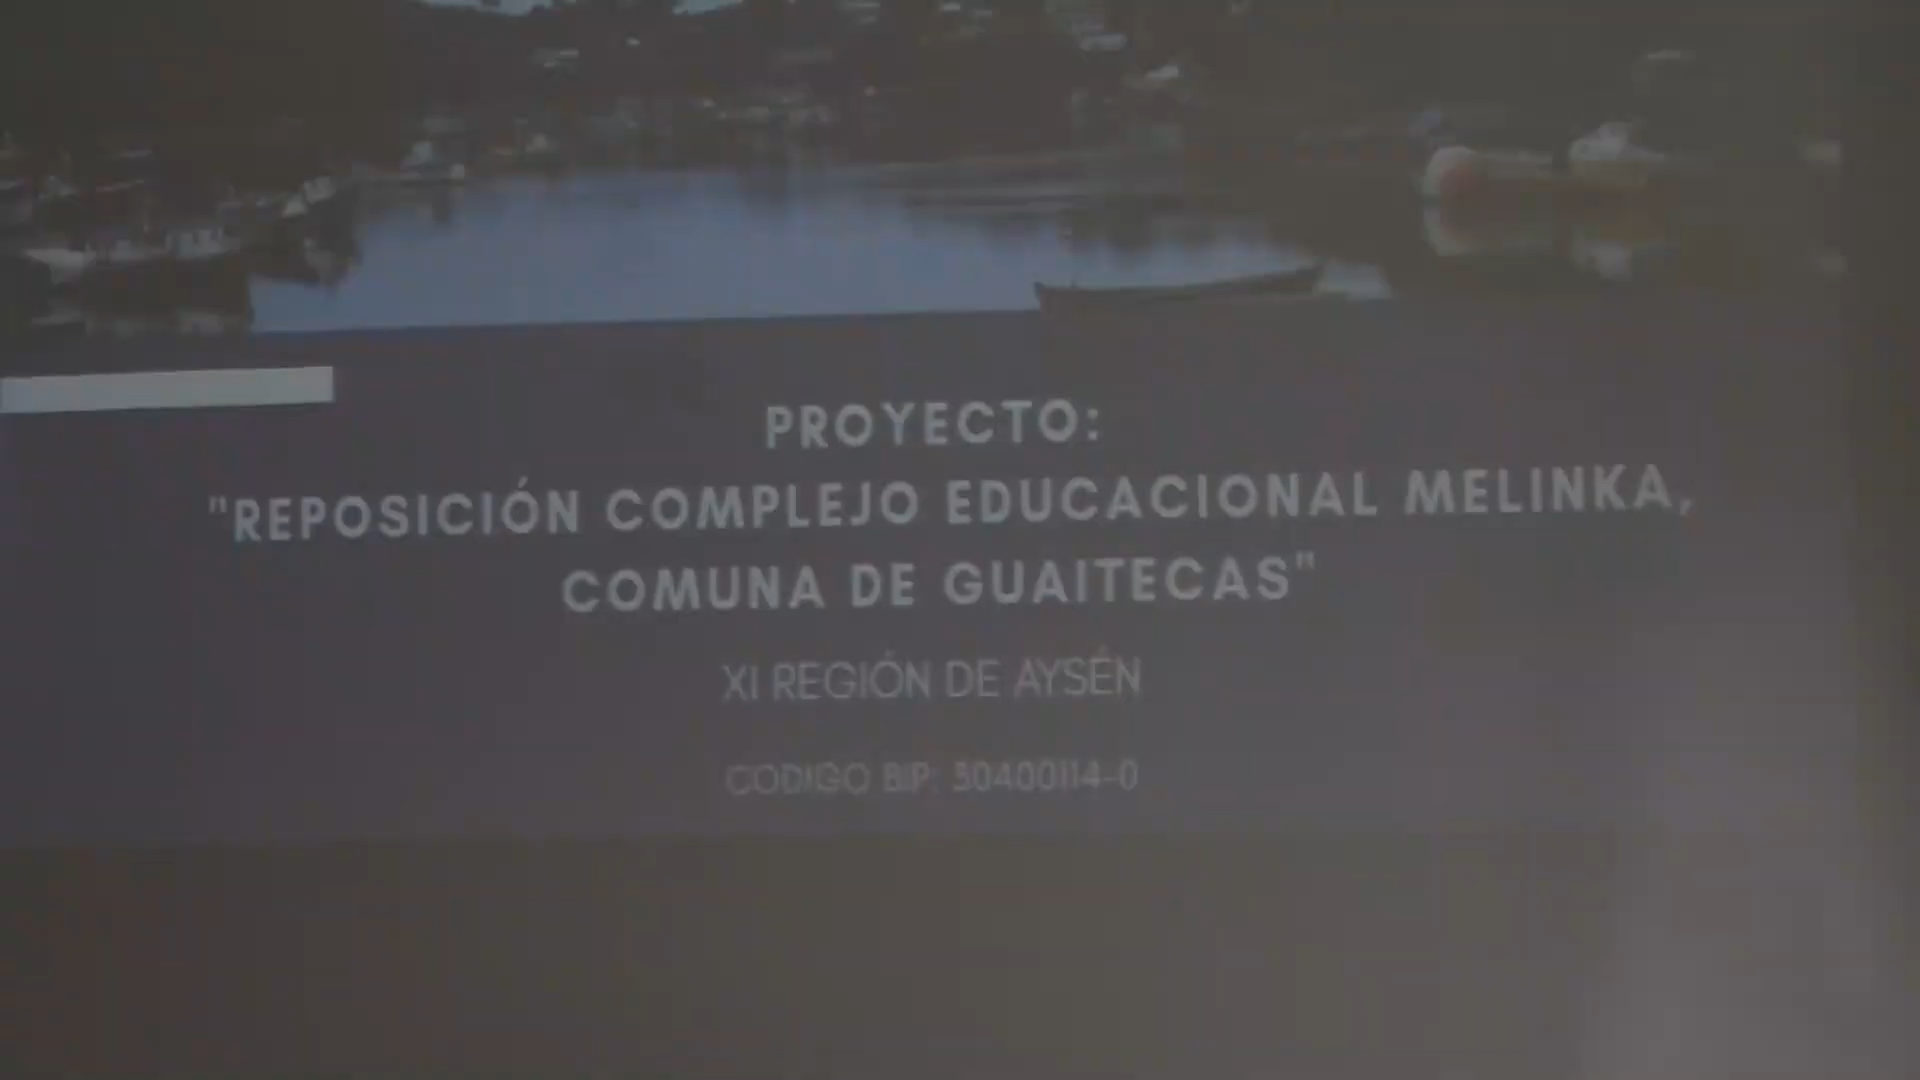 PROYECTO:
"REPOSICIÓN COMPLEJO EDUCACIONAL MELINKA,
COMUNA DE GUAITECAS"
XI REGIÓN DE AYSÉN
CODIGO BIP: 30400114-0